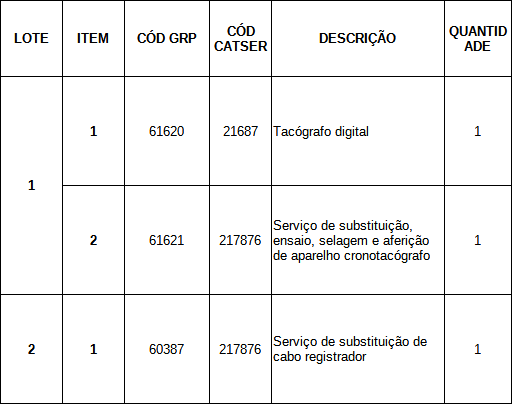 LOTE ITEM CÓD GRP CÓD CATSER DESCRIÇÃO QUANTIDADE
1
1 61620 21687 Tacógrafo digital 1
2 61621 217876 Serviço de substituição,
ensaio, selagem e aferição
de aparelho cronotacógrafo 1
2 1 60387 217876 Serviço de substituição de
cabo registrador 1